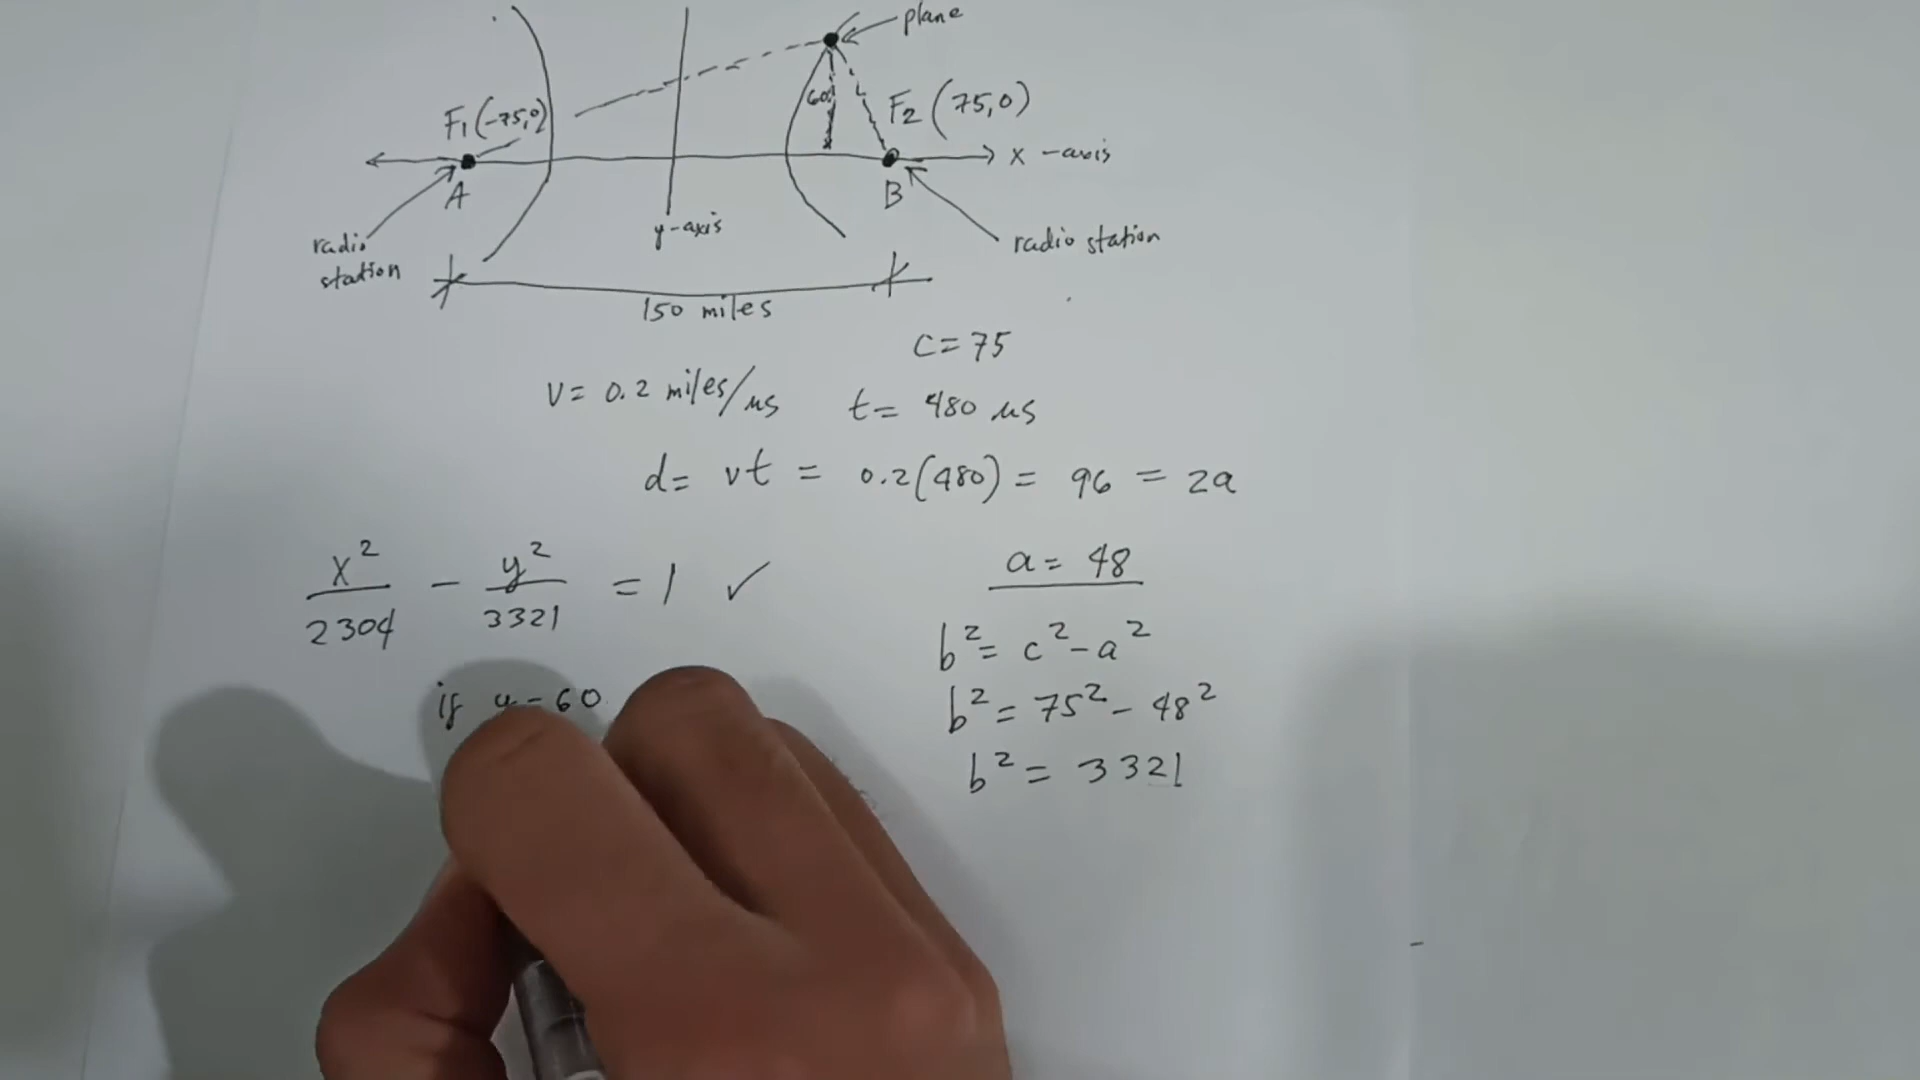 plane
60
F₁(-75,0)
F₂ (75,0)
x-axis
A
B
y-axis
radio station
radio station
150 miles
c = 75
v = 0.2 miles/μs t = 480 μs
d = vt = 0.2(480) = 96 = 2a
x²/2304 - y²/3321 = 1 ✓
a = 48
b² = c² - a²
if y = 60
b² = 75² - 48²
b² = 3321